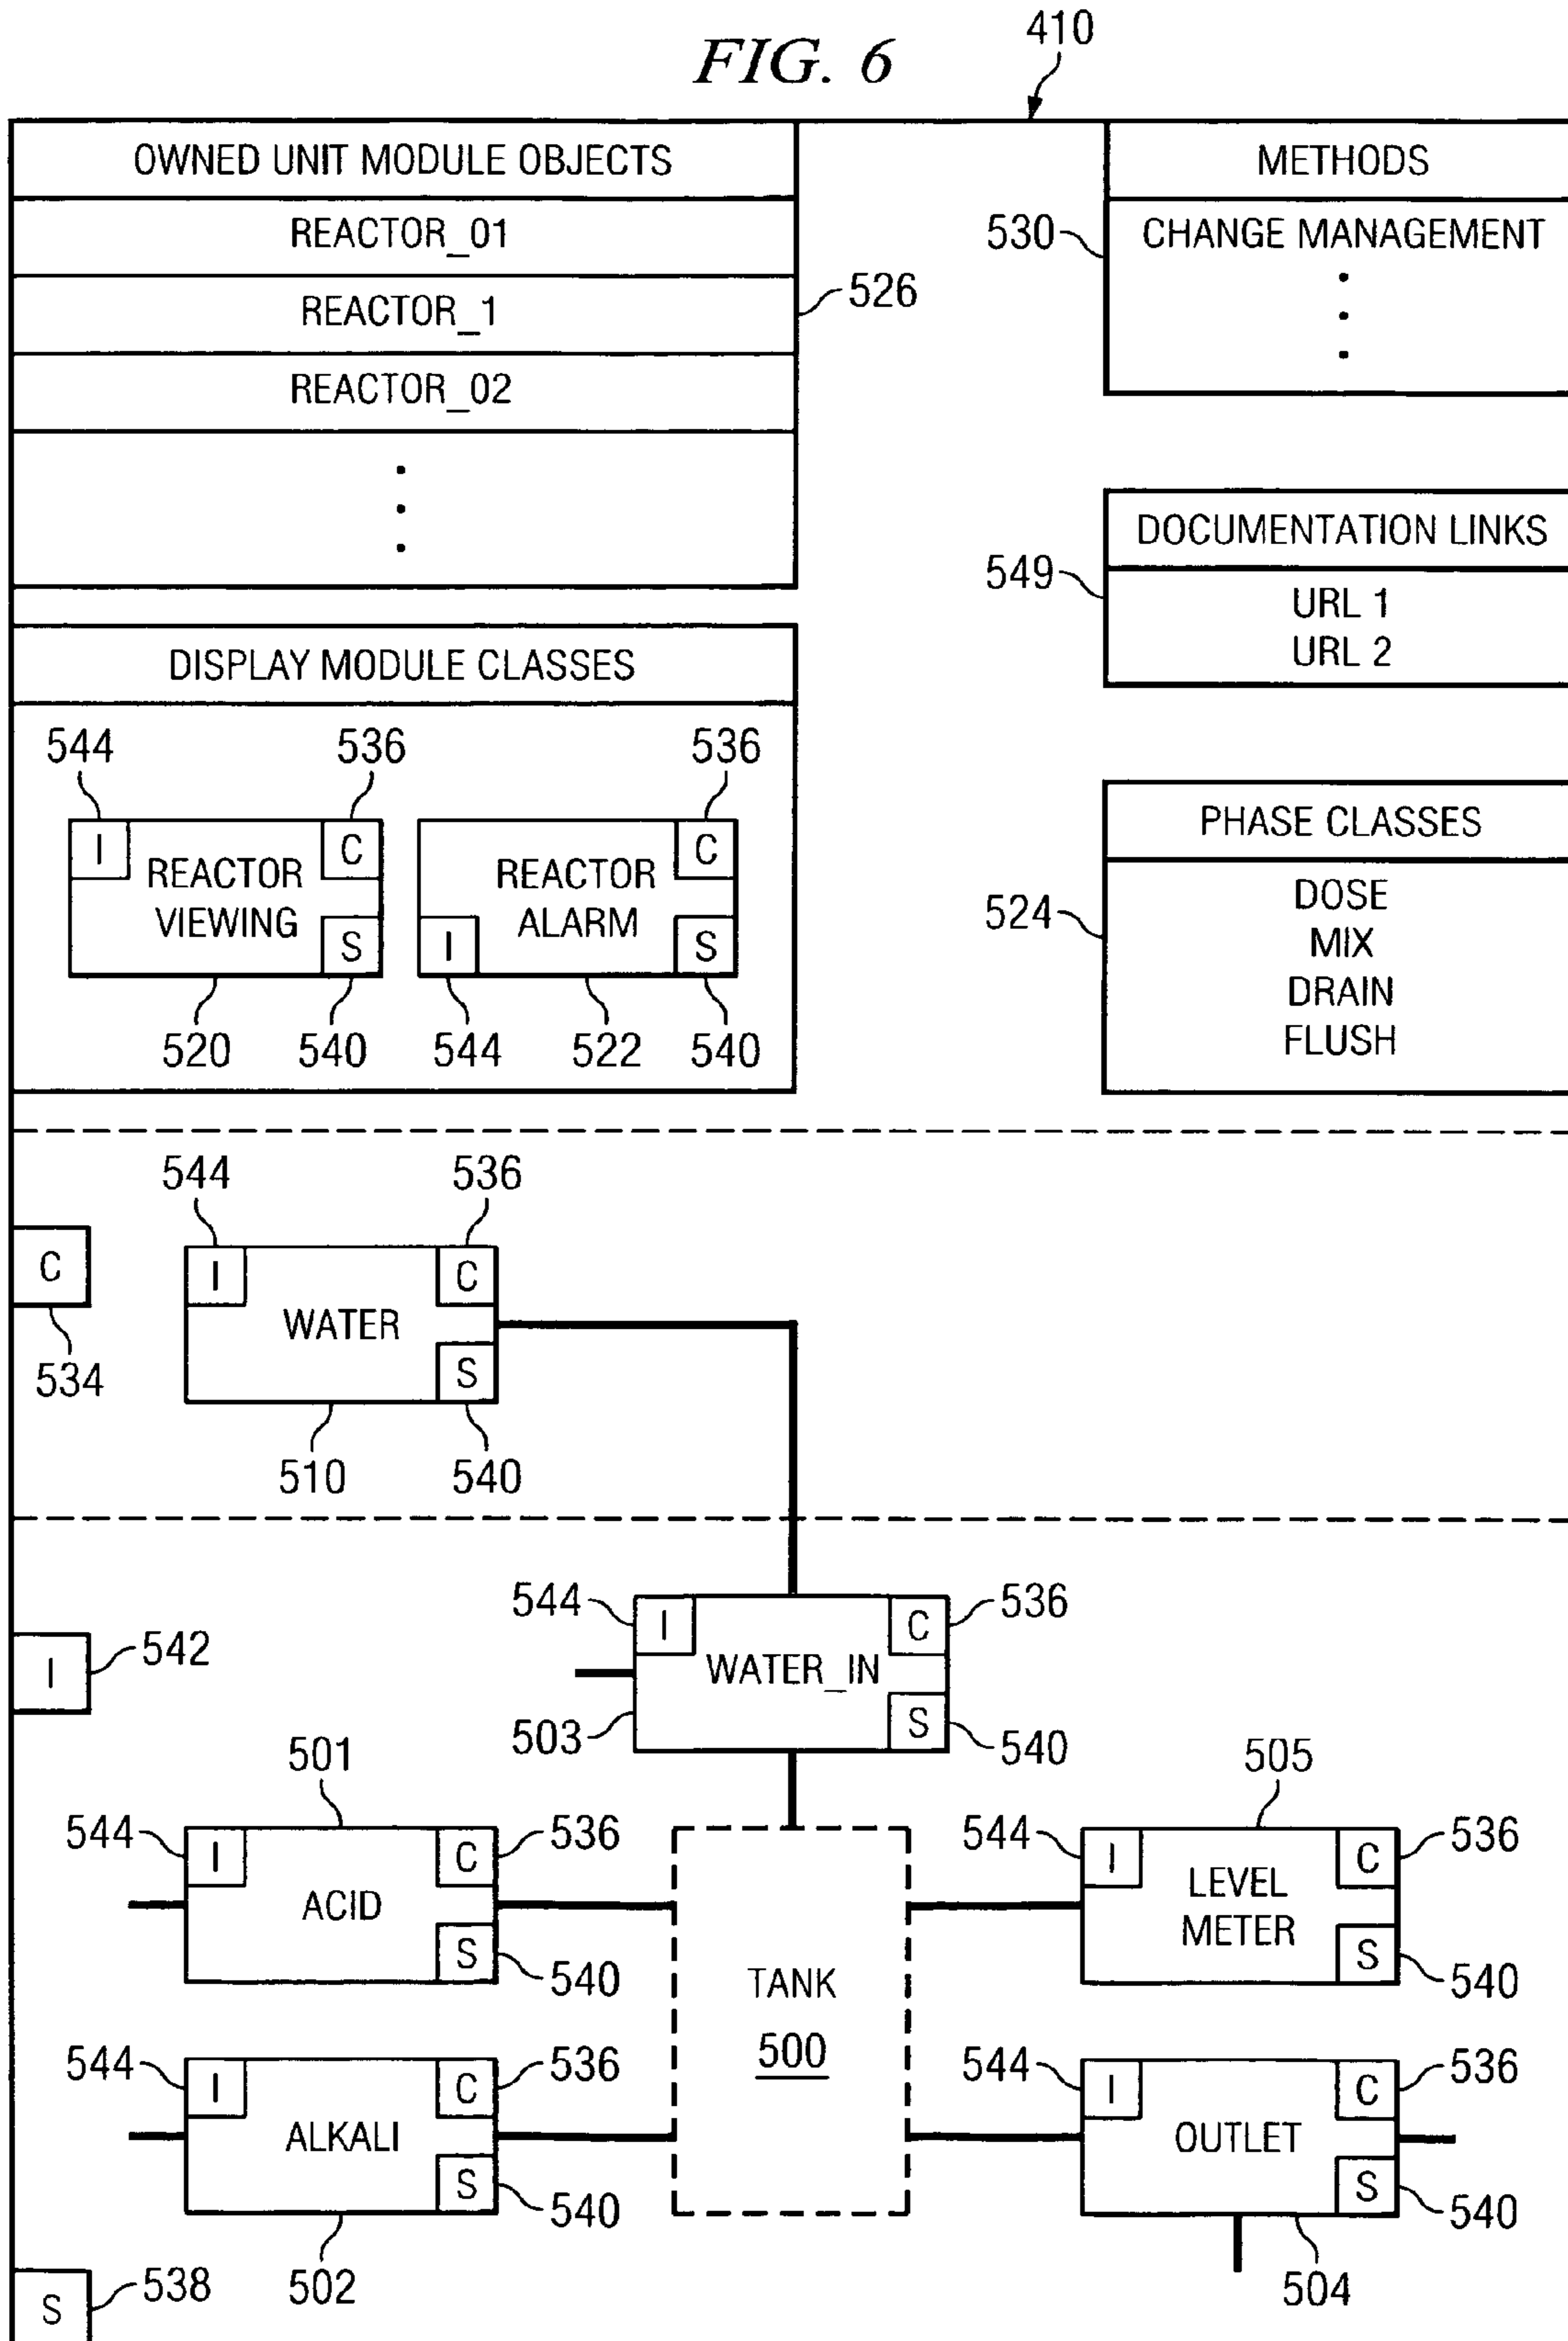 FIG. 6
410
OWNED UNIT MODULE OBJECTS
REACTOR_01
REACTOR_1
REACTOR_02
526
METHODS
530
CHANGE MANAGEMENT
DOCUMENTATION LINKS
549
URL 1
URL 2
DISPLAY MODULE CLASSES
544
536
536
I
C
REACTOR
VIEWING
S
C
REACTOR
ALARM
I
S
520
540
544
522
540
PHASE CLASSES
524
DOSE
MIX
DRAIN
FLUSH
544
536
C
534
I
C
WATER
S
510
540
544
536
I
C
WATER_IN
S
503
540
I
542
501
544
536
I
C
ACID
S
540
505
544
536
I
C
LEVEL
METER
S
540
TANK
500
544
536
I
C
ALKALI
S
540
502
544
536
I
C
OUTLET
S
540
504
S
538